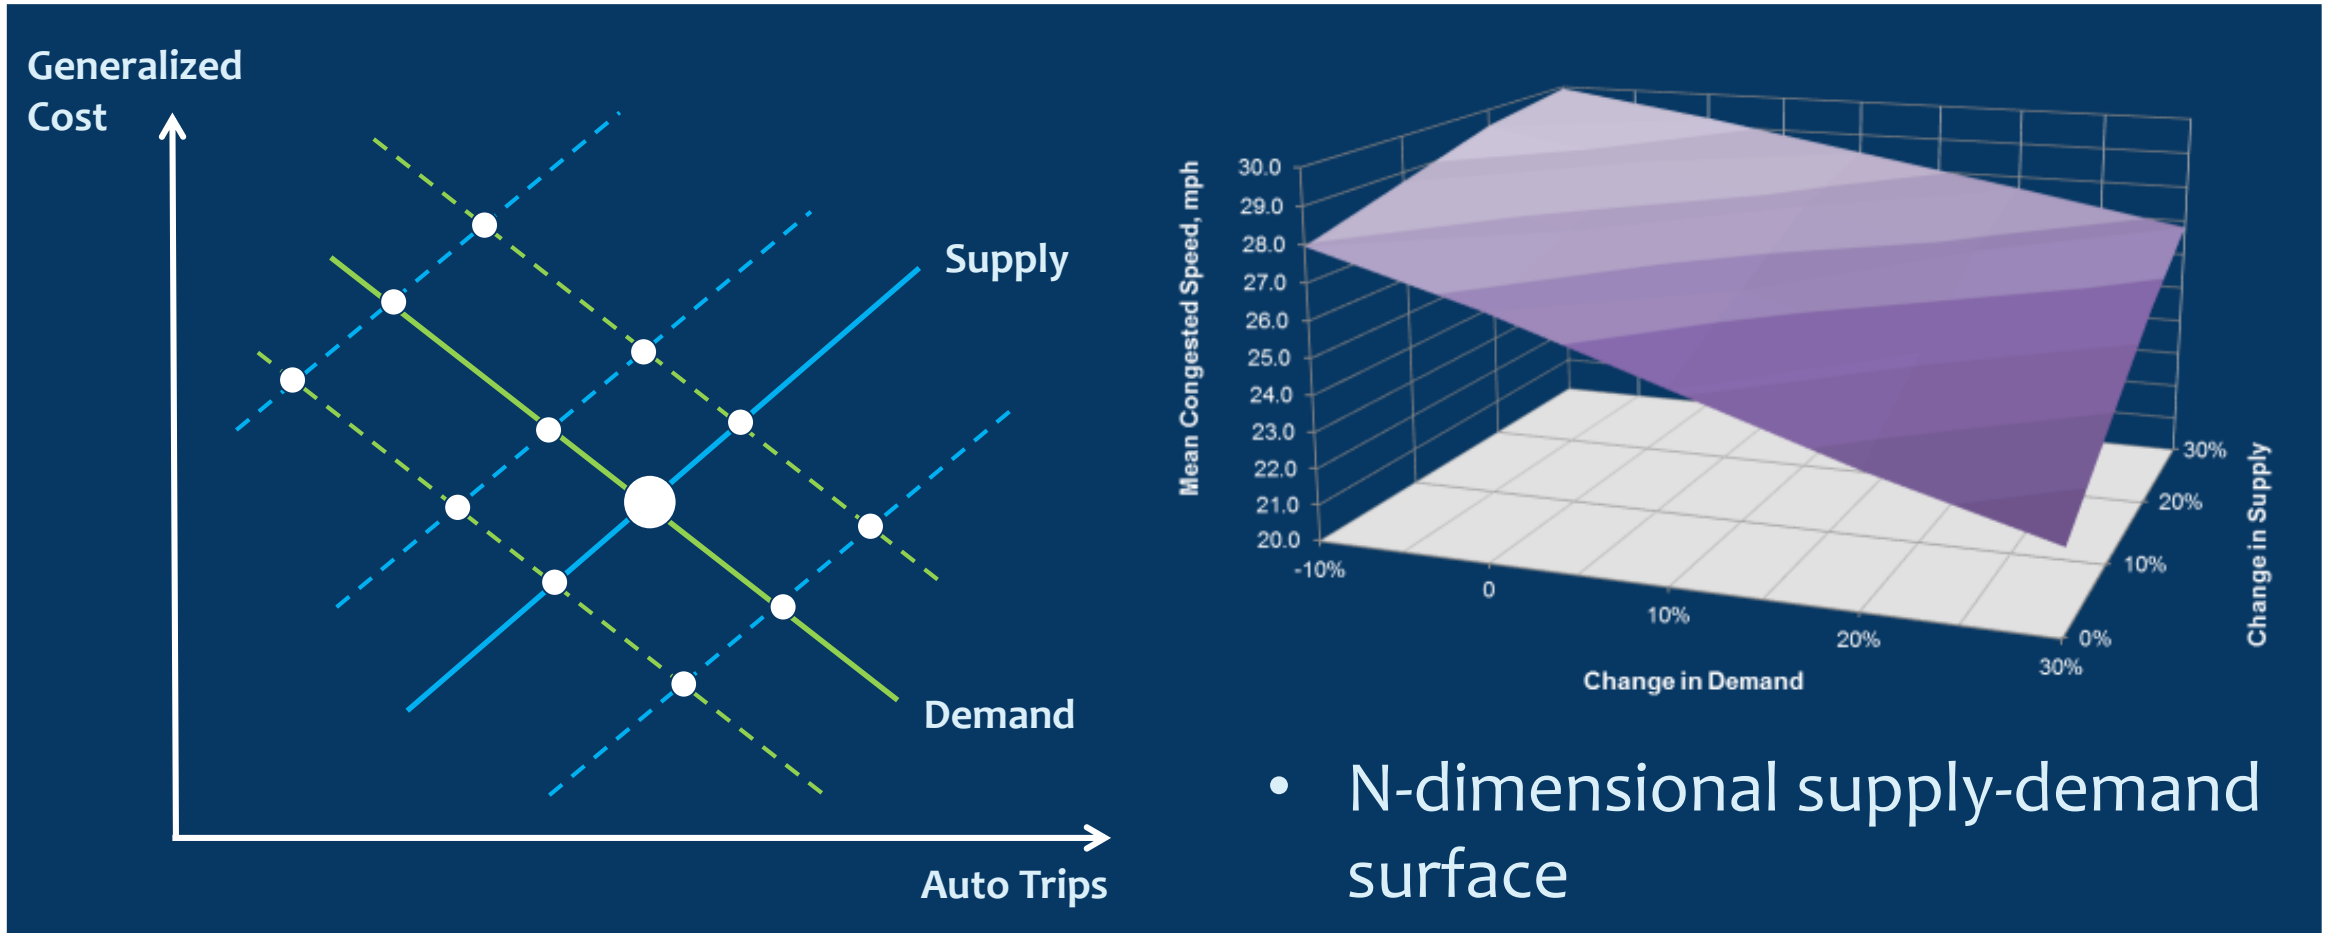 Generalized
Cost
Supply
Demand
Auto Trips
Mean Congested Speed, mph
30.0
29.0
28.0
27.0
26.0
25.0
24.0
23.0
22.0
21.0
20.0
-10%
0
10%
20%
30%
Change in Demand
0%
10%
20%
30%
Change in Supply
• N-dimensional supply-demand
surface